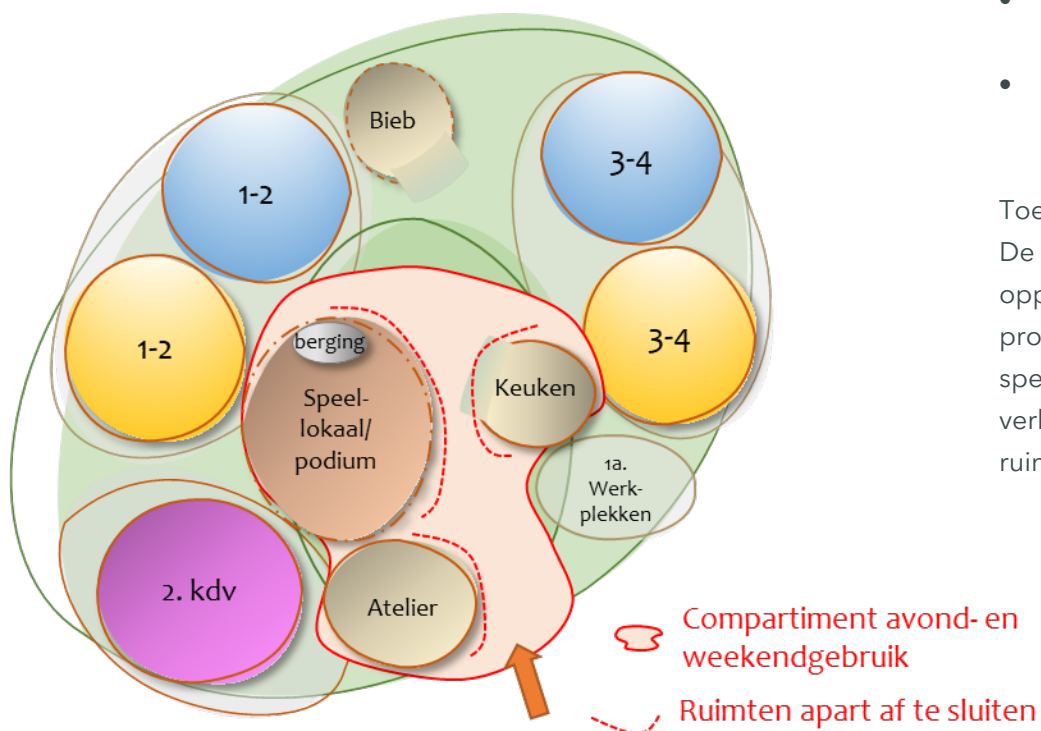 Bieb
3-4
1-2
berging
3-4
1-2
Keuken
Speel-
lokaal/
podium
1a.
Werk-
plekken
2. kdv
Atelier
Compartiment avond- en
weekendgebruik
Ruimten apart af te sluiten
De